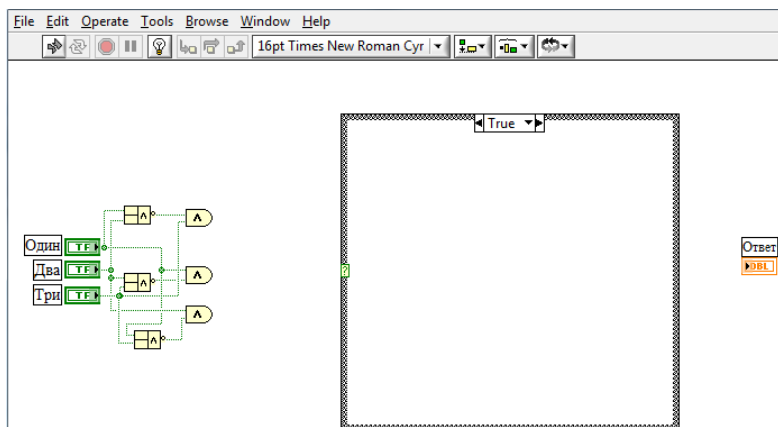 File Edit Operate Tools Browse Window Help
16pt Times New Roman Cyr
True
Один TF
Два TF
Три TF
?
Ответ
DBL